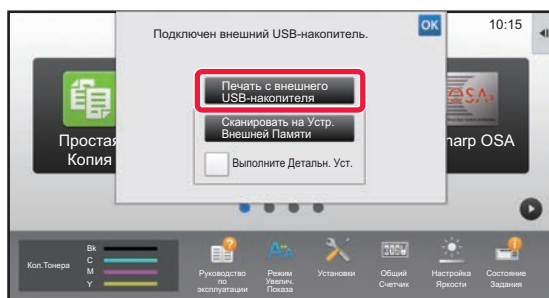 Подключен внешний USB-накопитель.
OK
10:15
Печать с внешнего
USB-накопителя
Сканировать на Устр.
Внешней Памяти
Выполните Детальн. Уст.
Простая
Копия
harp OSA
Кол.Тонера
Bk
C
M
Y
Руководство
по
эксплуатации
Режим
Увелич.
Показа
Установки
Общий
Счетчик
Настройка
Яркости
Состояние
Задания